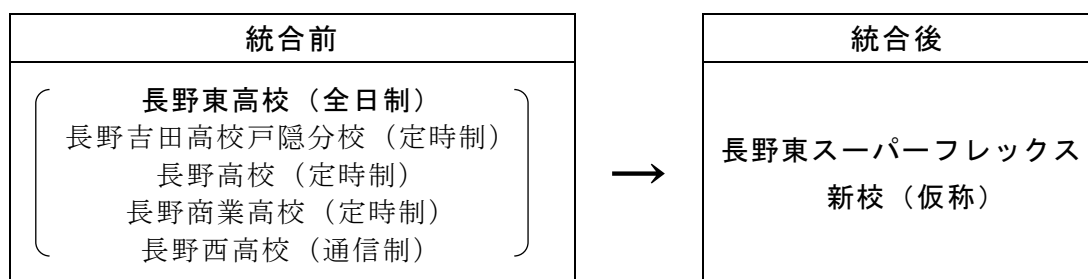 統合前
長野東高校（全日制）
長野吉田高校戸隠分校（定時制）
長野高校（定時制）
長野商業高校（定時制）
長野西高校（通信制）
→
統合後
長野東スーパーフレックス
新校（仮称）